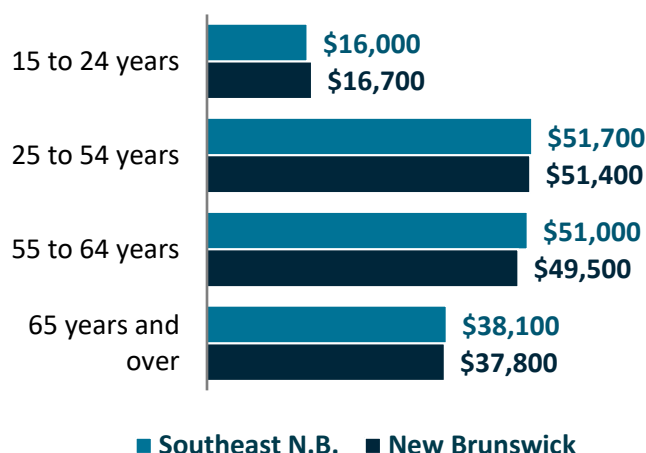 15 to 24 years
$16,000
$16,700
25 to 54 years
$51,700
$51,400
55 to 64 years
$51,000
$49,500
65 years and
over
$38,100
$37,800
Southeast N.B.
New Brunswick